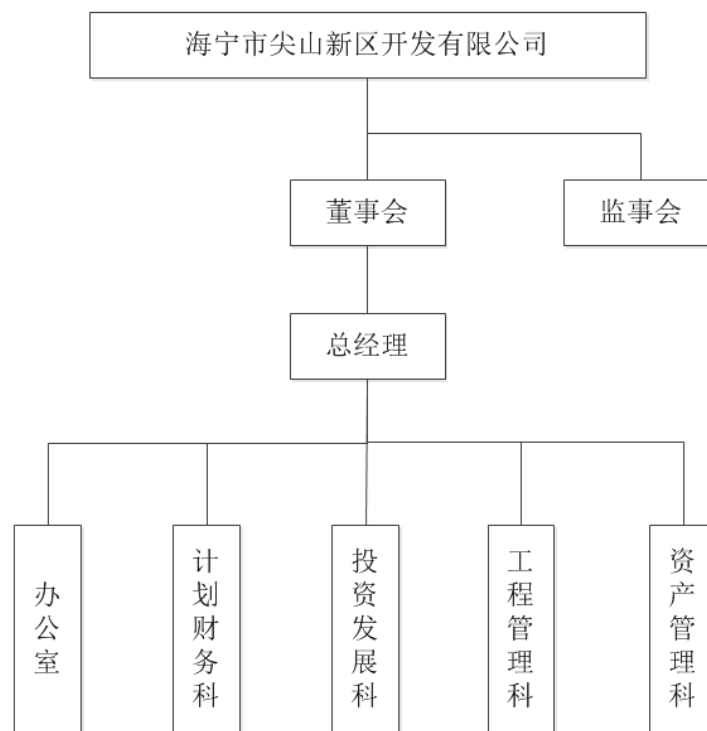 海宁市尖山新区开发有限公司
董事会
监事会
总经理
办公室
计划财务科
投资发展科
工程管理科
资产管理科